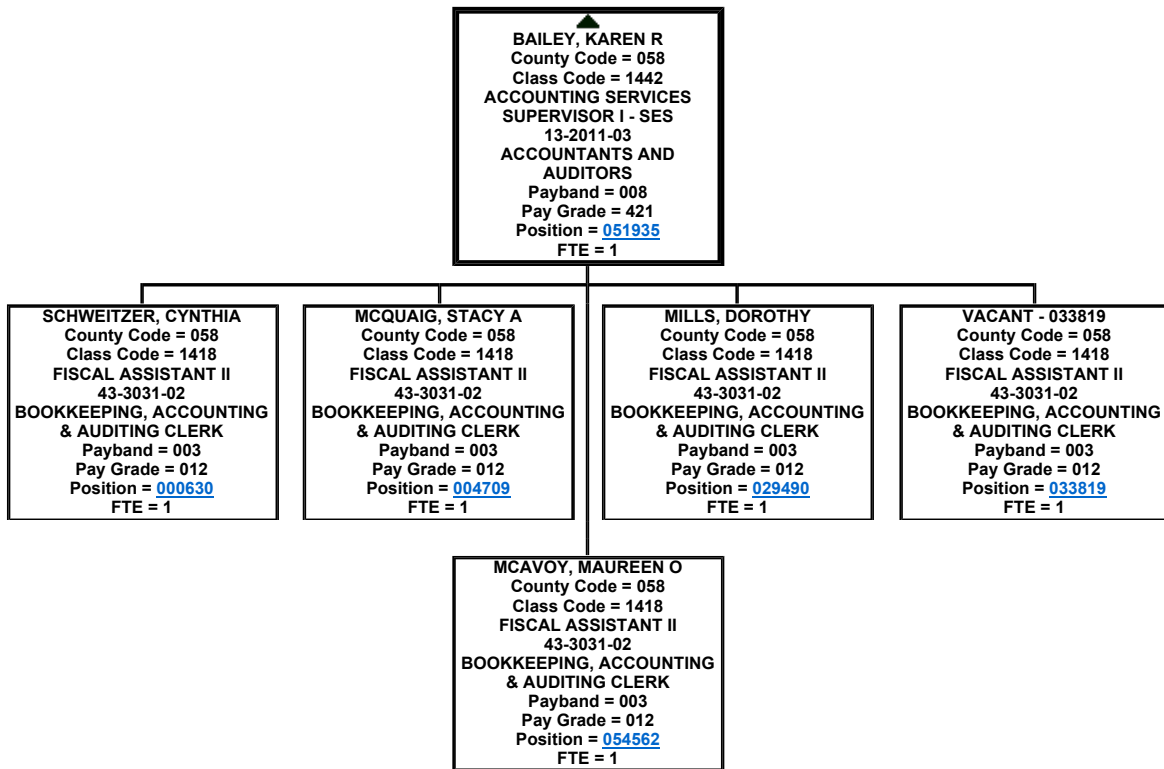 BAILEY, KAREN R
County Code = 058
Class Code = 1442
ACCOUNTING SERVICES
SUPERVISOR I - SES
13-2011-03
ACCOUNTANTS AND
AUDITORS
Payband = 008
Pay Grade = 421
Position = 051935
FTE = 1
SCHWEITZER, CYNTHIA
County Code = 058
Class Code = 1418
FISCAL ASSISTANT II
43-3031-02
BOOKKEEPING, ACCOUNTING
& AUDITING CLERK
Payband = 003
Pay Grade = 012
Position = 000630
FTE = 1
MCQUAIG, STACY A
County Code = 058
Class Code = 1418
FISCAL ASSISTANT II
43-3031-02
BOOKKEEPING, ACCOUNTING
& AUDITING CLERK
Payband = 003
Pay Grade = 012
Position = 004709
FTE = 1
MILLS, DOROTHY
County Code = 058
Class Code = 1418
FISCAL ASSISTANT II
43-3031-02
BOOKKEEPING, ACCOUNTING
& AUDITING CLERK
Payband = 003
Pay Grade = 012
Position = 029490
FTE = 1
VACANT - 033819
County Code = 058
Class Code = 1418
FISCAL ASSISTANT II
43-3031-02
BOOKKEEPING, ACCOUNTING
& AUDITING CLERK
Payband = 003
Pay Grade = 012
Position = 033819
FTE = 1
MCAVOY, MAUREEN O
County Code = 058
Class Code = 1418
FISCAL ASSISTANT II
43-3031-02
BOOKKEEPING, ACCOUNTING
& AUDITING CLERK
Payband = 003
Pay Grade = 012
Position = 054562
FTE = 1